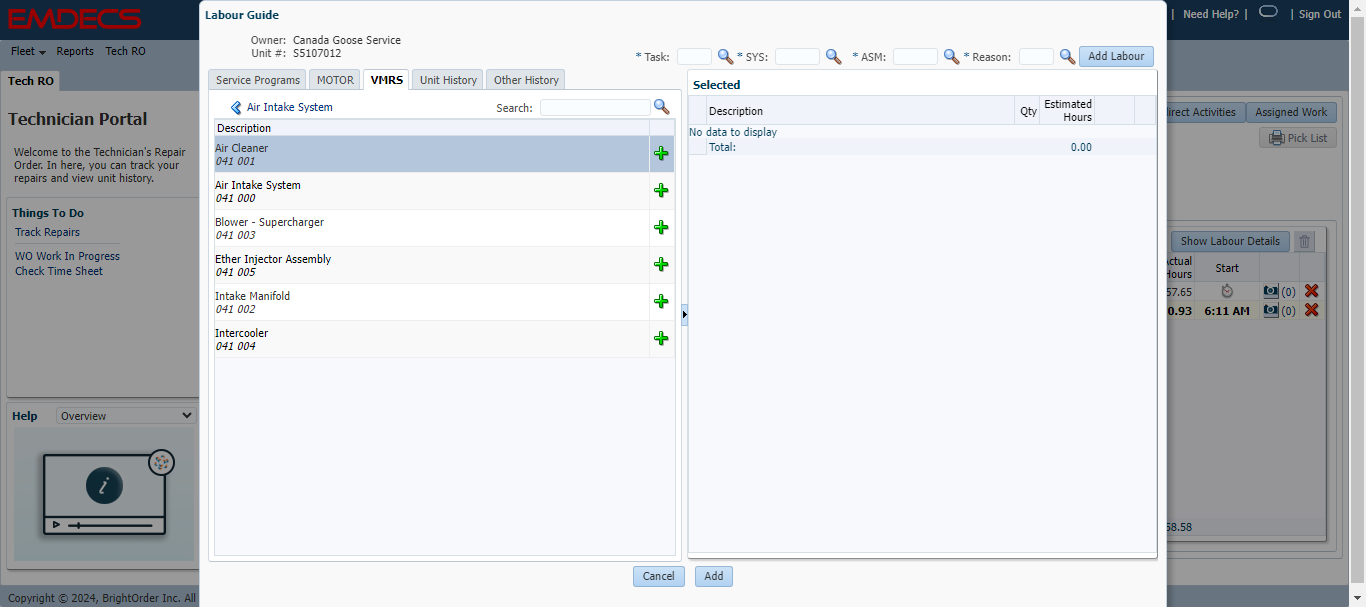 EMDECS
Need Help? |
| Sign Out
Fleet
Reports
Tech RO
Tech RO
Technician Portal
Welcome to the Technician's Repair
Order. In here, you can track your
repairs and view unit history.
Things To Do
Track Repairs
WO Work In Progress
Check Time Sheet
Help
Overview
i
Copyright © 2024, BrightOrder Inc. All
Labour Guide
Owner: Canada Goose Service
Unit #: S5107012
* Task:
* SYS:
* ASM:
* Reason:
Add Labour
Service Programs
MOTOR
VMRS
Unit History
Other History
Air Intake System
Search:
Description
Air Cleaner
041 001
Air Intake System
041 000
Blower - Supercharger
041 003
Ether Injector Assembly
041 005
Intake Manifold
041 002
Intercooler
041 004
Selected
Description
Qty
Estimated
Hours
No data to display
Total:
0.00
Cancel
Add
irect Activities
Assigned Work
Pick List
Show Labour Details
ctual
Hours
Start
57.65
(0)
0.93
6:11 AM
(0)
58.58